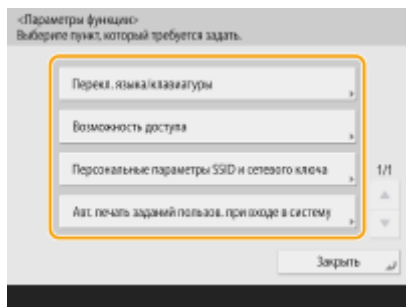 <Параметры функции>
Выберите пункт, который требуется задать.
Перекл. языка/клавиатуры
Возможность доступа
Персональные параметры SSID и сетевого ключа
1/1
Авт. печать заданий пользов. при входе в систему
Закрыть